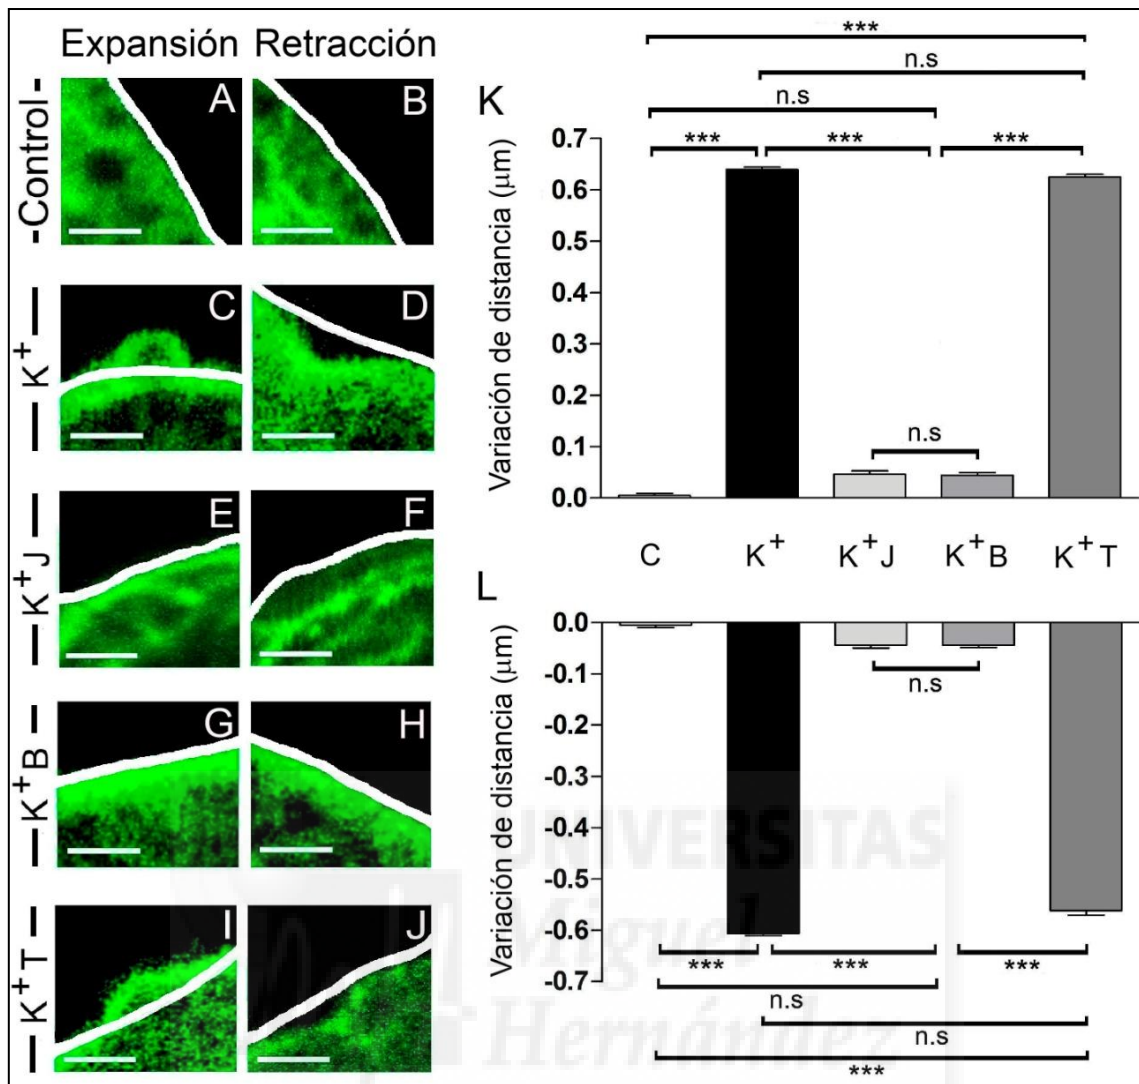 Expansión Retracción
-Control-
A
B
K⁺
C
D
K⁺J
E
F
K⁺B
G
H
K⁺T
I
J
K
***
n.s
n.s
***
***
***
Variación de distancia (μm)
0.7
0.6
0.5
0.4
0.3
0.2
0.1
0.0
n.s
C K⁺ K⁺J K⁺B K⁺T
L
Variación de distancia (μm)
0.0
-0.1
-0.2
-0.3
-0.4
-0.5
-0.6
-0.7
n.s
***
***
***
n.s
n.s
***
UNIVERSITAS
Miguel
Hernández